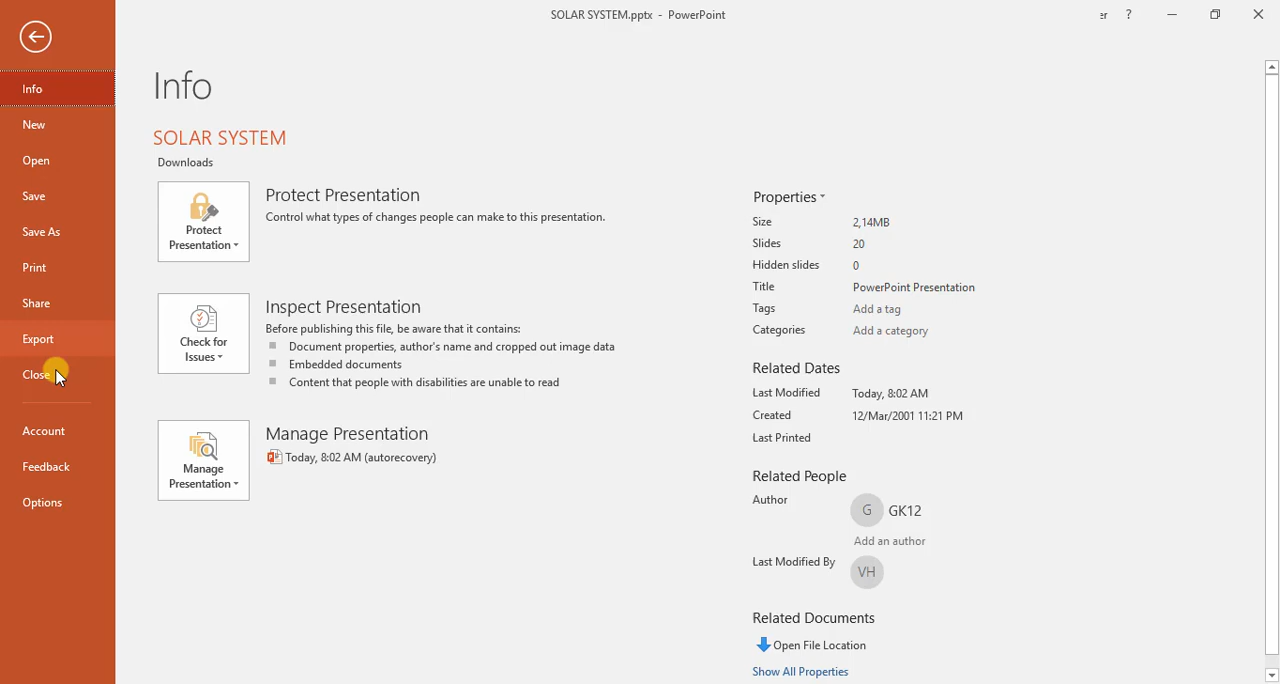 SOLAR SYSTEM.pptx - PowerPoint
er ?
Info
New
Open
Save
Save As
Print
Share
Export
Close
Account
Feedback
Options
Info
SOLAR SYSTEM
Downloads
Protect Presentation
Protect Presentation
Control what types of changes people can make to this presentation.
Check for
Issues
Inspect Presentation
Before publishing this file, be aware that it contains:
Document properties, author's name and cropped out image data
Embedded documents
Content that people with disabilities are unable to read
Manage
Presentation
Manage Presentation
Today, 8:02 AM (autorecovery)
Properties
Size 2,14MB
Slides 20
Hidden slides 0
Title PowerPoint Presentation
Tags Add a tag
Categories Add a category
Related Dates
Last Modified Today, 8:02 AM
Created 12/Mar/2001 11:21 PM
Last Printed
Related People
Author G GK12
Add an author
Last Modified By VH
Related Documents
Open File Location
Show All Properties